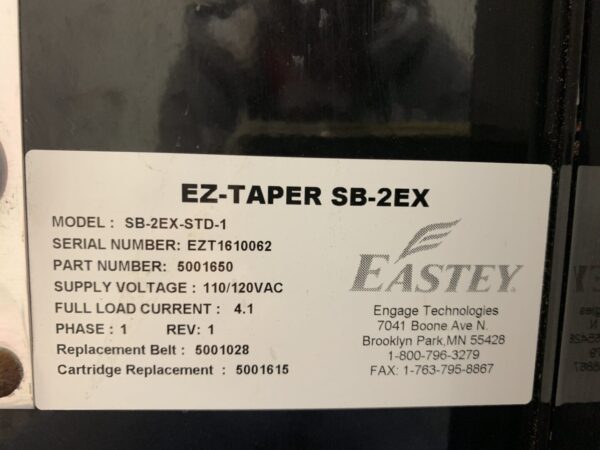 EZ-TAPER SB-2EX
MODEL : SB-2EX-STD-1
SERIAL NUMBER: EZT1610062
PART NUMBER: 5001650
SUPPLY VOLTAGE : 110/120VAC
FULL LOAD CURRENT : 4.1
PHASE : 1 REV: 1
Replacement Belt : 5001028
Cartridge Replacement : 5001615
EASTEY
Engage Technologies
7041 Boone Ave N.
Brooklyn Park,MN 55428
1-800-796-3279
FAX: 1-763-795-8867